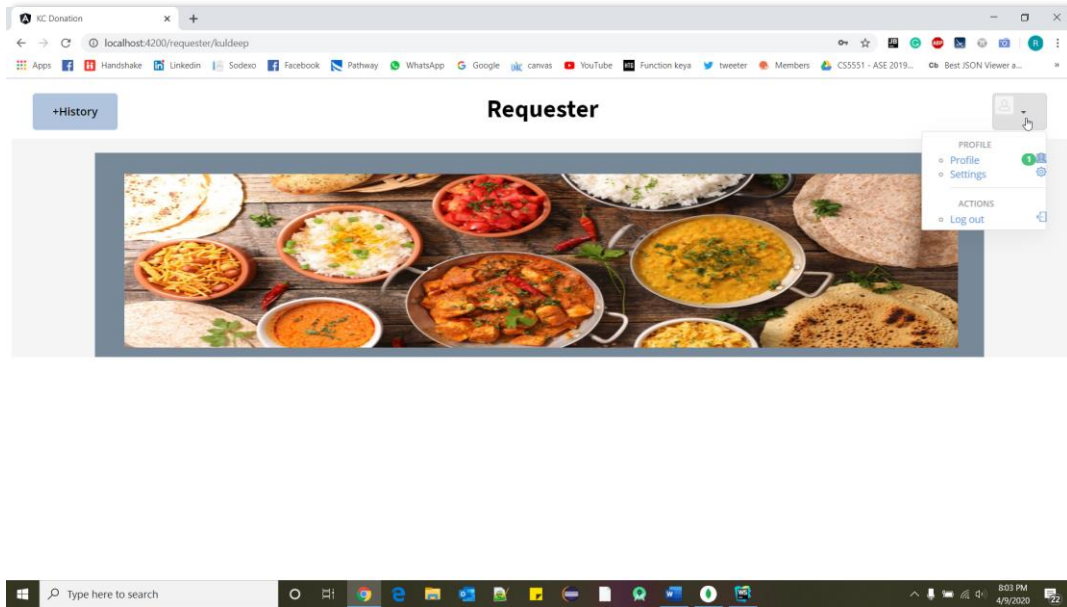 KC Donation
localhost:4200/requester/kuldeep
Apps Handshake Linkedin Sodexo Facebook Pathway WhatsApp Google canvas YouTube Function keya tweeter Members CS5551 - ASE 2019... Best JSON Viewer a... »
+History
Requester
PROFILE
Profile 1
Settings
ACTIONS
Log out
Type here to search
8:03 PM
4/9/2020
22